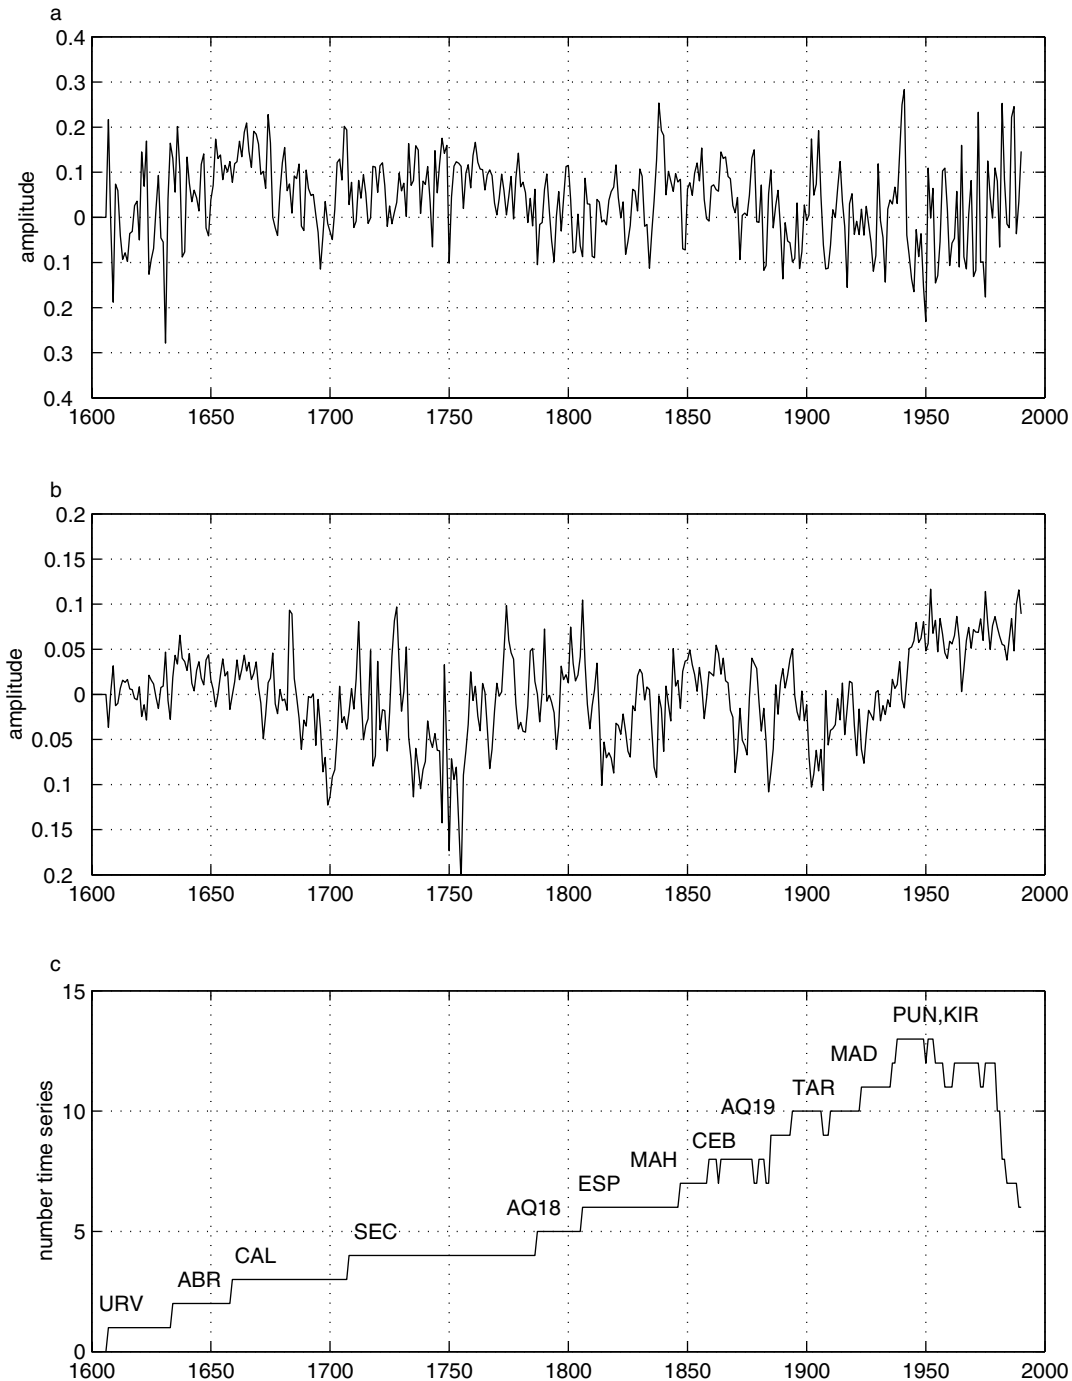 a
0.4
0.3
0.2
0.1
0
0.1
0.2
0.3
0.4
amplitude
1600 1650 1700 1750 1800 1850 1900 1950 2000
b
0.2
0.15
0.1
0.05
0
0.05
0.1
0.15
0.2
amplitude
1600 1650 1700 1750 1800 1850 1900 1950 2000
c
15
10
5
0
number time series
PUN,KIR
MAD
TAR
AQ19
CEB
MAH
ESP
AQ18
SEC
CAL
ABR
URV
1600 1650 1700 1750 1800 1850 1900 1950 2000